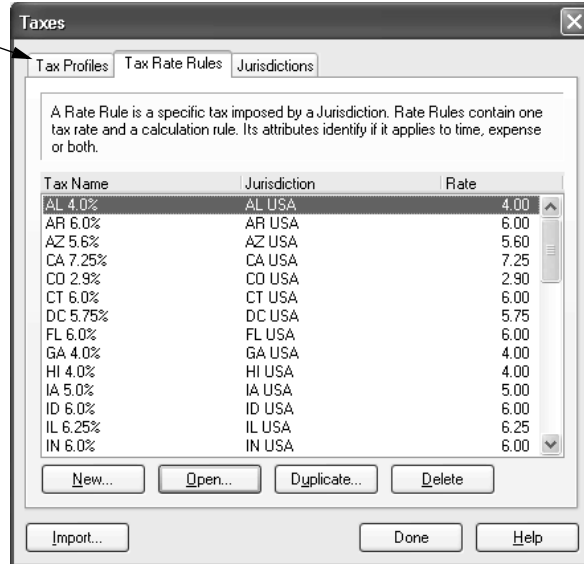 Taxes
Tax Profiles Tax Rate Rules Jurisdictions
A Rate Rule is a specific tax imposed by a Jurisdiction. Rate Rules contain one
tax rate and a calculation rule. Its attributes identify if it applies to time, expense
or both.
Tax Name Jurisdiction Rate
AL 4.0% AL USA 4.00
AR 6.0% AR USA 6.00
AZ 5.6% AZ USA 5.60
CA 7.25% CA USA 7.25
CO 2.9% CO USA 2.90
CT 6.0% CT USA 6.00
DC 5.75% DC USA 5.75
FL 6.0% FL USA 6.00
GA 4.0% GA USA 4.00
HI 4.0% HI USA 4.00
IA 5.0% IA USA 5.00
ID 6.0% ID USA 6.00
IL 6.25% IL USA 6.25
IN 6.0% IN USA 6.00
New... Open... Duplicate... Delete
Import... Done Help